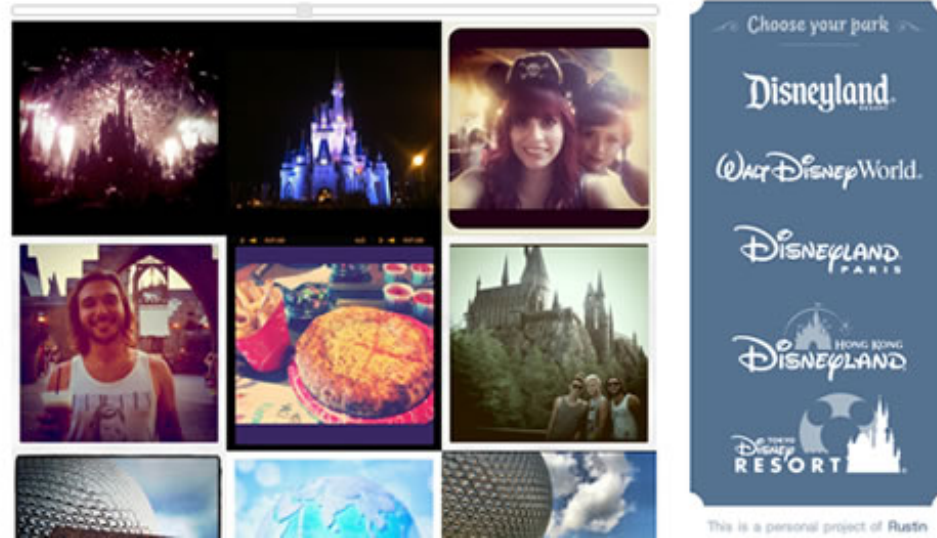 Choose your park
Disneyland
RESORT
WALT DISNEY World
DISNEYLAND
PARIS
HONG KONG
DISNEYLAND
TOKYO
Disney
RESORT
This is a personal project of Rustin